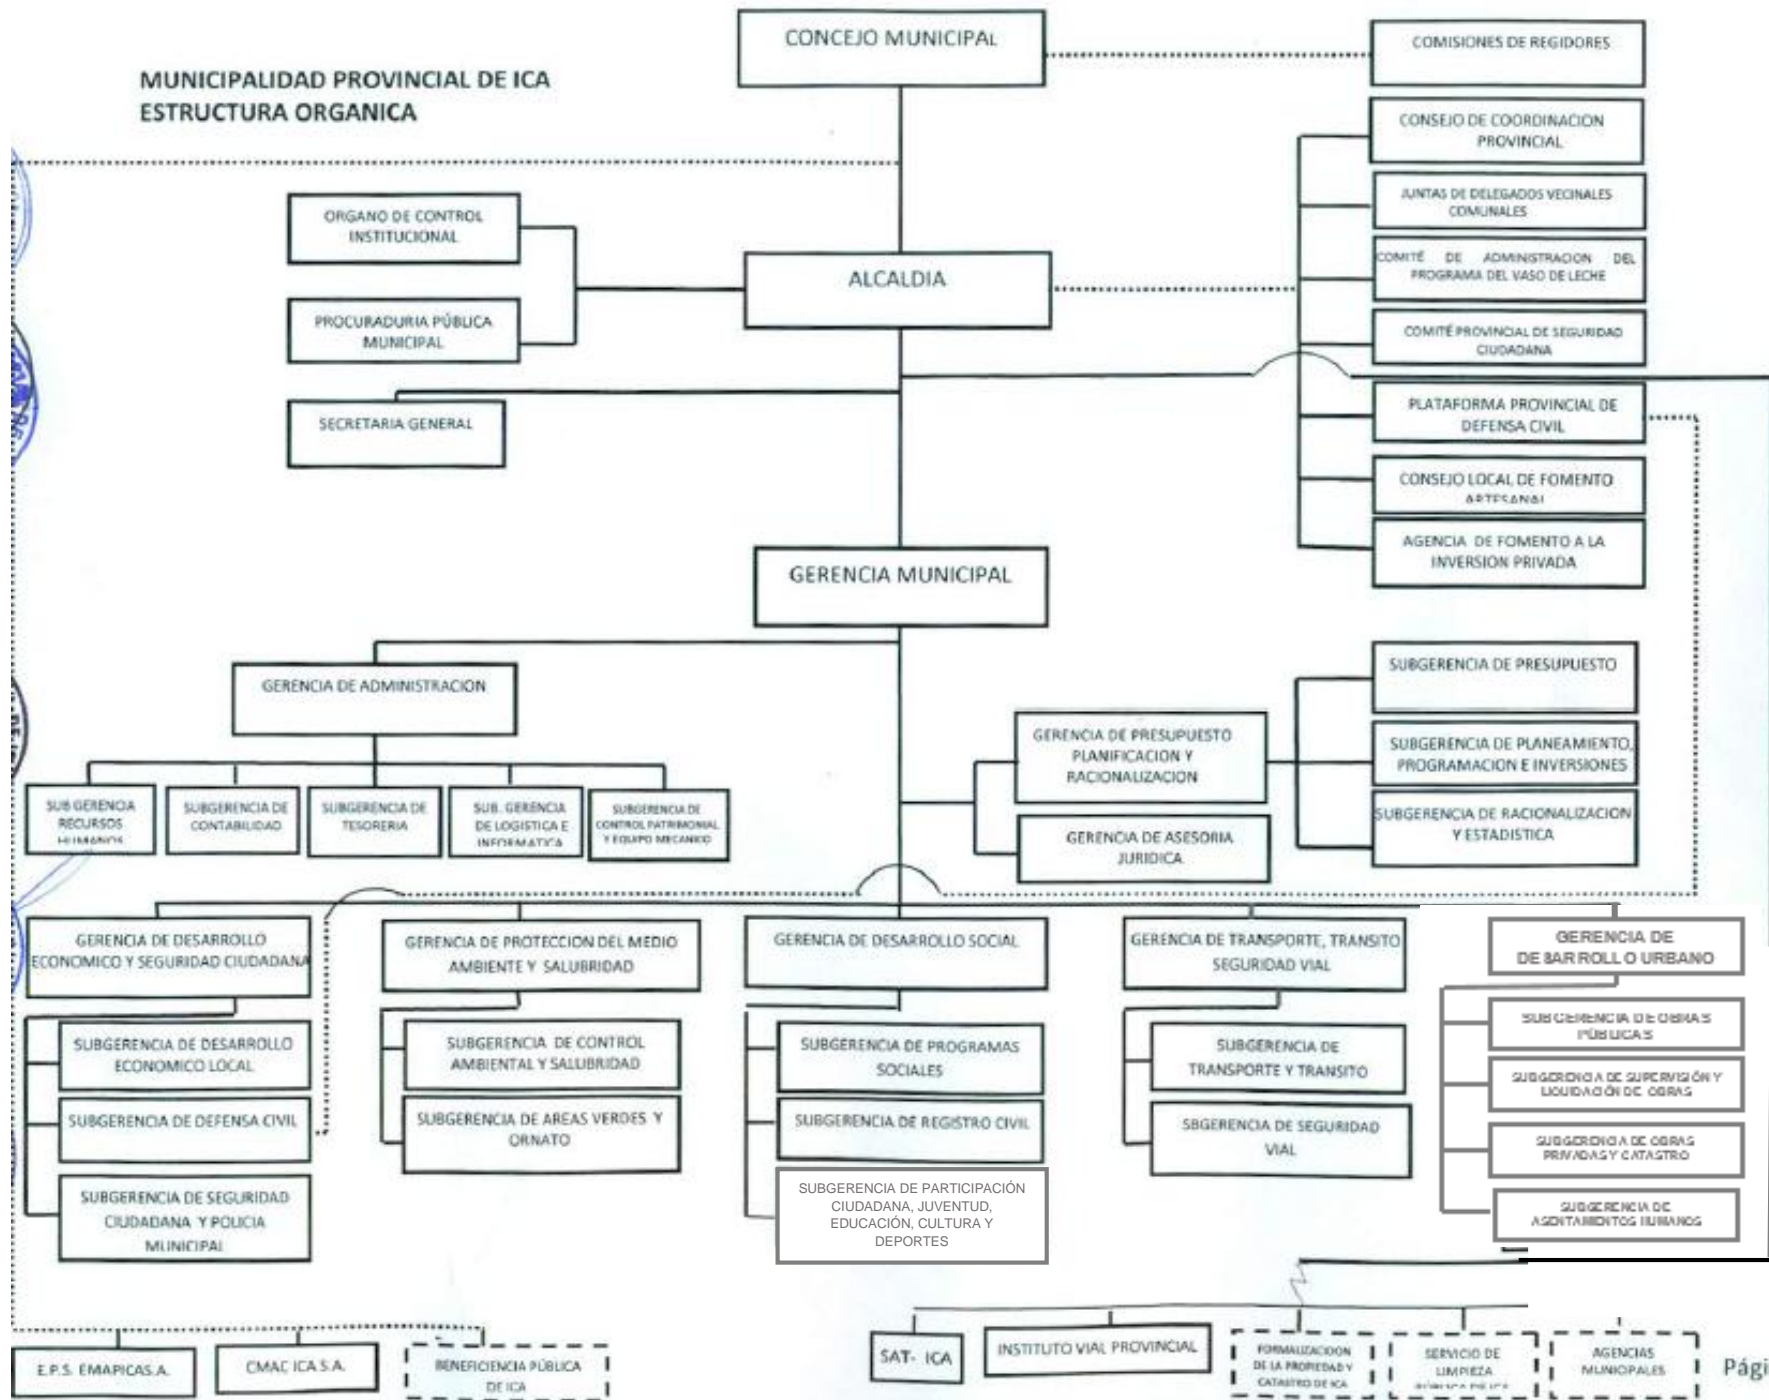 CONCEJO MUNICIPAL
COMISIONES DE REGIDORES
MUNICIPALIDAD PROVINCIAL DE ICA
ESTRUCTURA ORGANICA
CONSEJO DE COORDINACION
PROVINCIAL
JUNTAS DE DELEGADOS VECINALES
COMUNALES
ORGANO DE CONTROL
INSTITUCIONAL
COMITÉ DE ADMINISTRACION DEL
PROGRAMA DEL VASO DE LECHE
ALCALDIA
PROCURADURIA PÚBLICA
MUNICIPAL
COMITÉ PROVINCIAL DE SEGURIDAD
CIUDADANA
SECRETARIA GENERAL
PLATAFORMA PROVINCIAL DE
DEFENSA CIVIL
CONSEJO LOCAL DE FOMENTO
ARTESANAL
AGENCIA DE FOMENTO A LA
INVERSION PRIVADA
GERENCIA MUNICIPAL
GERENCIA DE ADMINISTRACION
SUBGERENCIA DE PRESUPUESTO
GERENCIA DE PRESUPUESTO
PLANIFICACION Y
RACIONALIZACION
SUBGERENCIA DE PLANEAMIENTO,
PROGRAMACION E INVERSIONES
SUBGERENCIA DE RACIONALIZACION
Y ESTADISTICA
GERENCIA DE ASESORIA
JURIDICA
SUB GERENCIA
RECURSOS
HUMANOS
SUBGERENCIA DE
CONTABILIDAD
SUBGERENCIA DE
TESORERIA
SUB. GERENCIA
DE LOGISTICA E
INFORMATICA
SUBGERENCIA DE
CONTROL PATRIMONIAL
Y EQUIPO MECANICO
GERENCIA DE DESARROLLO
ECONOMICO Y SEGURIDAD CIUDADANA
SUBGERENCIA DE DESARROLLO
ECONOMICO LOCAL
SUBGERENCIA DE DEFENSA CIVIL
SUBGERENCIA DE SEGURIDAD
CIUDADANA Y POLICIA
MUNICIPAL
GERENCIA DE PROTECCION DEL MEDIO
AMBIENTE Y SALUBRIDAD
SUBGERENCIA DE CONTROL
AMBIENTAL Y SALUBRIDAD
SUBGERENCIA DE AREAS VERDES Y
ORNATO
GERENCIA DE DESARROLLO SOCIAL
SUBGERENCIA DE PROGRAMAS
SOCIALES
SUBGERENCIA DE REGISTRO CIVIL
SUBGERENCIA DE PARTICIPACIÓN
CIUDADANA, JUVENTUD,
EDUCACIÓN, CULTURA Y
DEPORTES
GERENCIA DE TRANSPORTE, TRANSITO
SEGURIDAD VIAL
SUBGERENCIA DE
TRANSPORTE Y TRANSITO
SBGERENCIA DE SEGURIDAD
VIAL
GERENCIA DE
DESARROLLO URBANO
SUBGERENCIA DE OBRAS
PÚBLICAS
SUBGERENCIA DE SUPERVISIÓN Y
LIQUIDACIÓN DE OBRAS
SUBGERENCIA DE OBRAS
PRIVADAS Y CATASTRO
SUBGERENCIA DE
ASENTAMIENTOS HUMANOS
E.P.S. EMAPICA S.A.
CMAC ICA S.A.
BENEFICIENCIA PÚBLICA
DE ICA
SAT- ICA
INSTITUTO VIAL PROVINCIAL
FORMALIZACIOON
DE LA PROPIEDAD Y
CATASTRO DE ICA
SERVICIO DE
LIMPIEZA
PÚBLICA DE ICA
AGENCIAS
MUNICIPALES
Pági